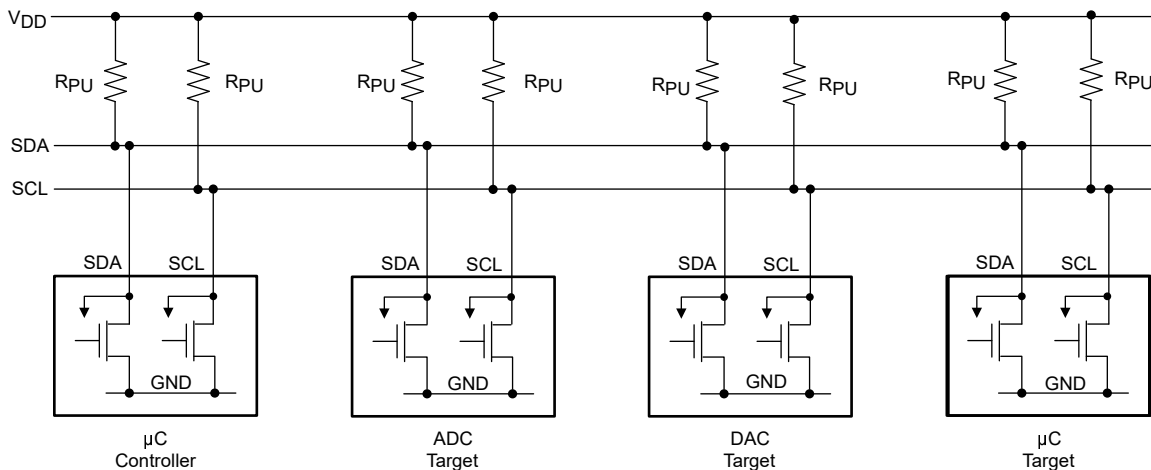 VDD
RPU RPU RPU RPU RPU RPU RPU RPU
SDA
SCL
SDA SCL SDA SCL SDA SCL SDA SCL
GND GND GND GND
µC ADC DAC µC
Controller Target Target Target